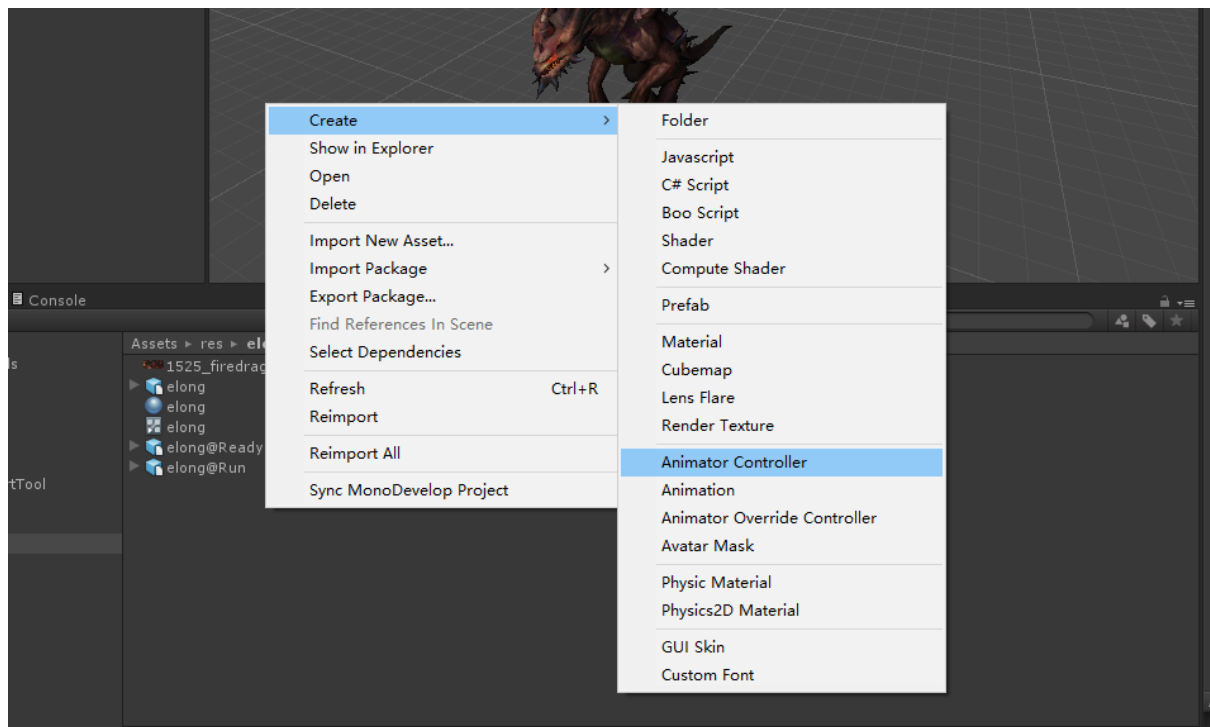 Create
Show in Explorer
Open
Delete
Import New Asset...
Import Package
Export Package...
Find References In Scene
Select Dependencies
Refresh Ctrl+R
Reimport
Reimport All
Sync MonoDevelop Project
Folder
Javascript
C# Script
Boo Script
Shader
Compute Shader
Prefab
Material
Cubemap
Lens Flare
Render Texture
Animator Controller
Animation
Animator Override Controller
Avatar Mask
Physic Material
Physics2D Material
GUI Skin
Custom Font
Console
Assets ▸ res ▸
1525_firedrag
elong
elong
elong
elong@Ready
elong@Run
tTool